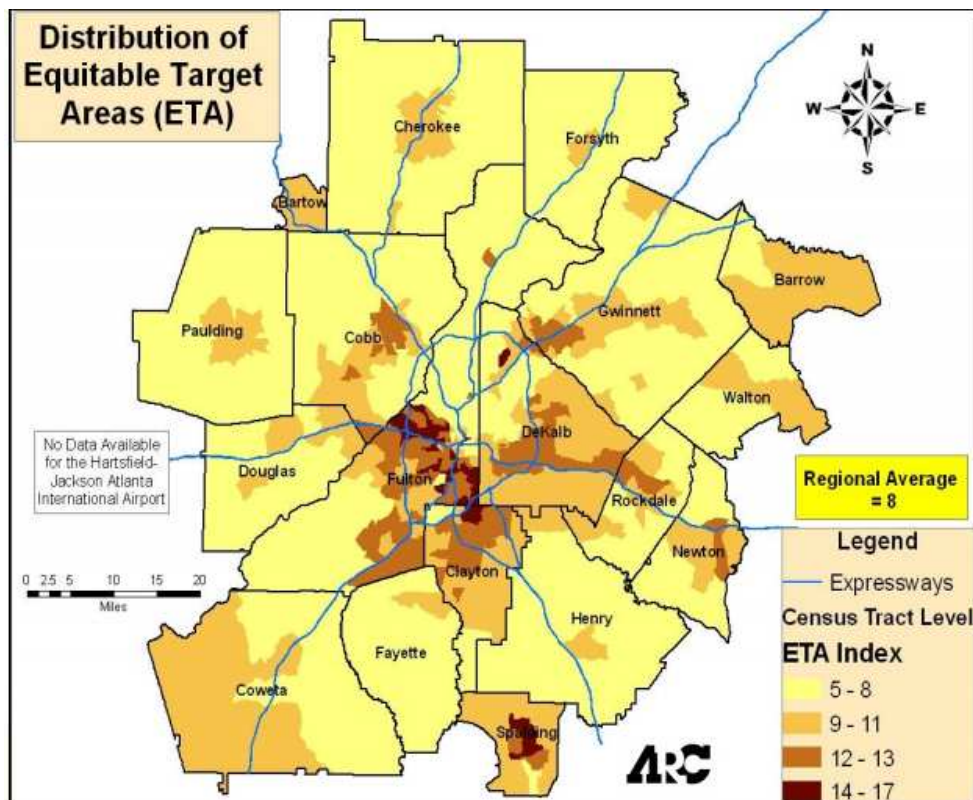 Distribution of
Equitable Target
Areas (ETA)
N
W
E
S
Cherokee
Forsyth
Bartow
Barrow
Gwinnett
Paulding
Cobb
Walton
DeKalb
No Data Available
for the Hartsfield-
Jackson Atlanta
International Airport
Douglas
Fulton
Rockdale
Regional Average
= 8
Newton
Clayton
0 2.5 5 10 15 20
Miles
Henry
Fayette
Coweta
Spalding
ARC
Legend
Expressways
Census Tract Level
ETA Index
5 - 8
9 - 11
12 - 13
14 - 17